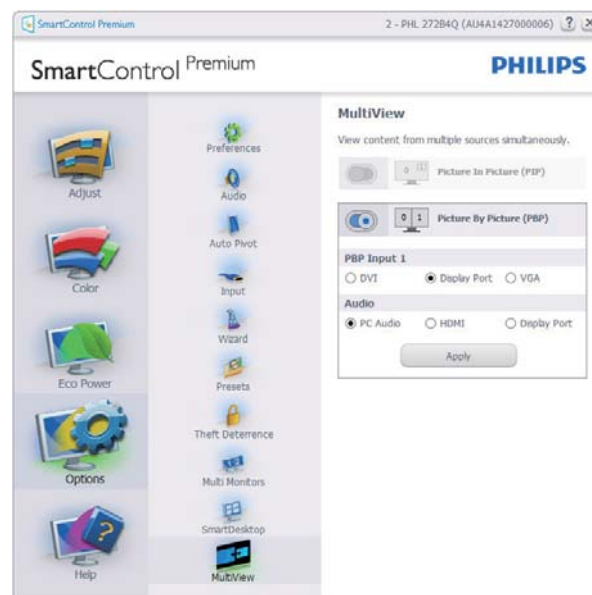 SmartControl Premium
2 - PHL 272B4Q (AU4A1427000006) ? X
SmartControl Premium
PHILIPS
Adjust
Color
Eco Power
Options
Help
Preferences
Audio
Auto Pivot
Input
Wizard
Presets
Theft Deterrence
Multi Monitors
SmartDesktop
MultiView
MultiView
View content from multiple sources simultaneously.
0 1 Picture In Picture (PIP)
0 1 Picture By Picture (PBP)
PBP Input 1
DVI Display Port VGA
Audio
PC Audio HDMI Display Port
Apply